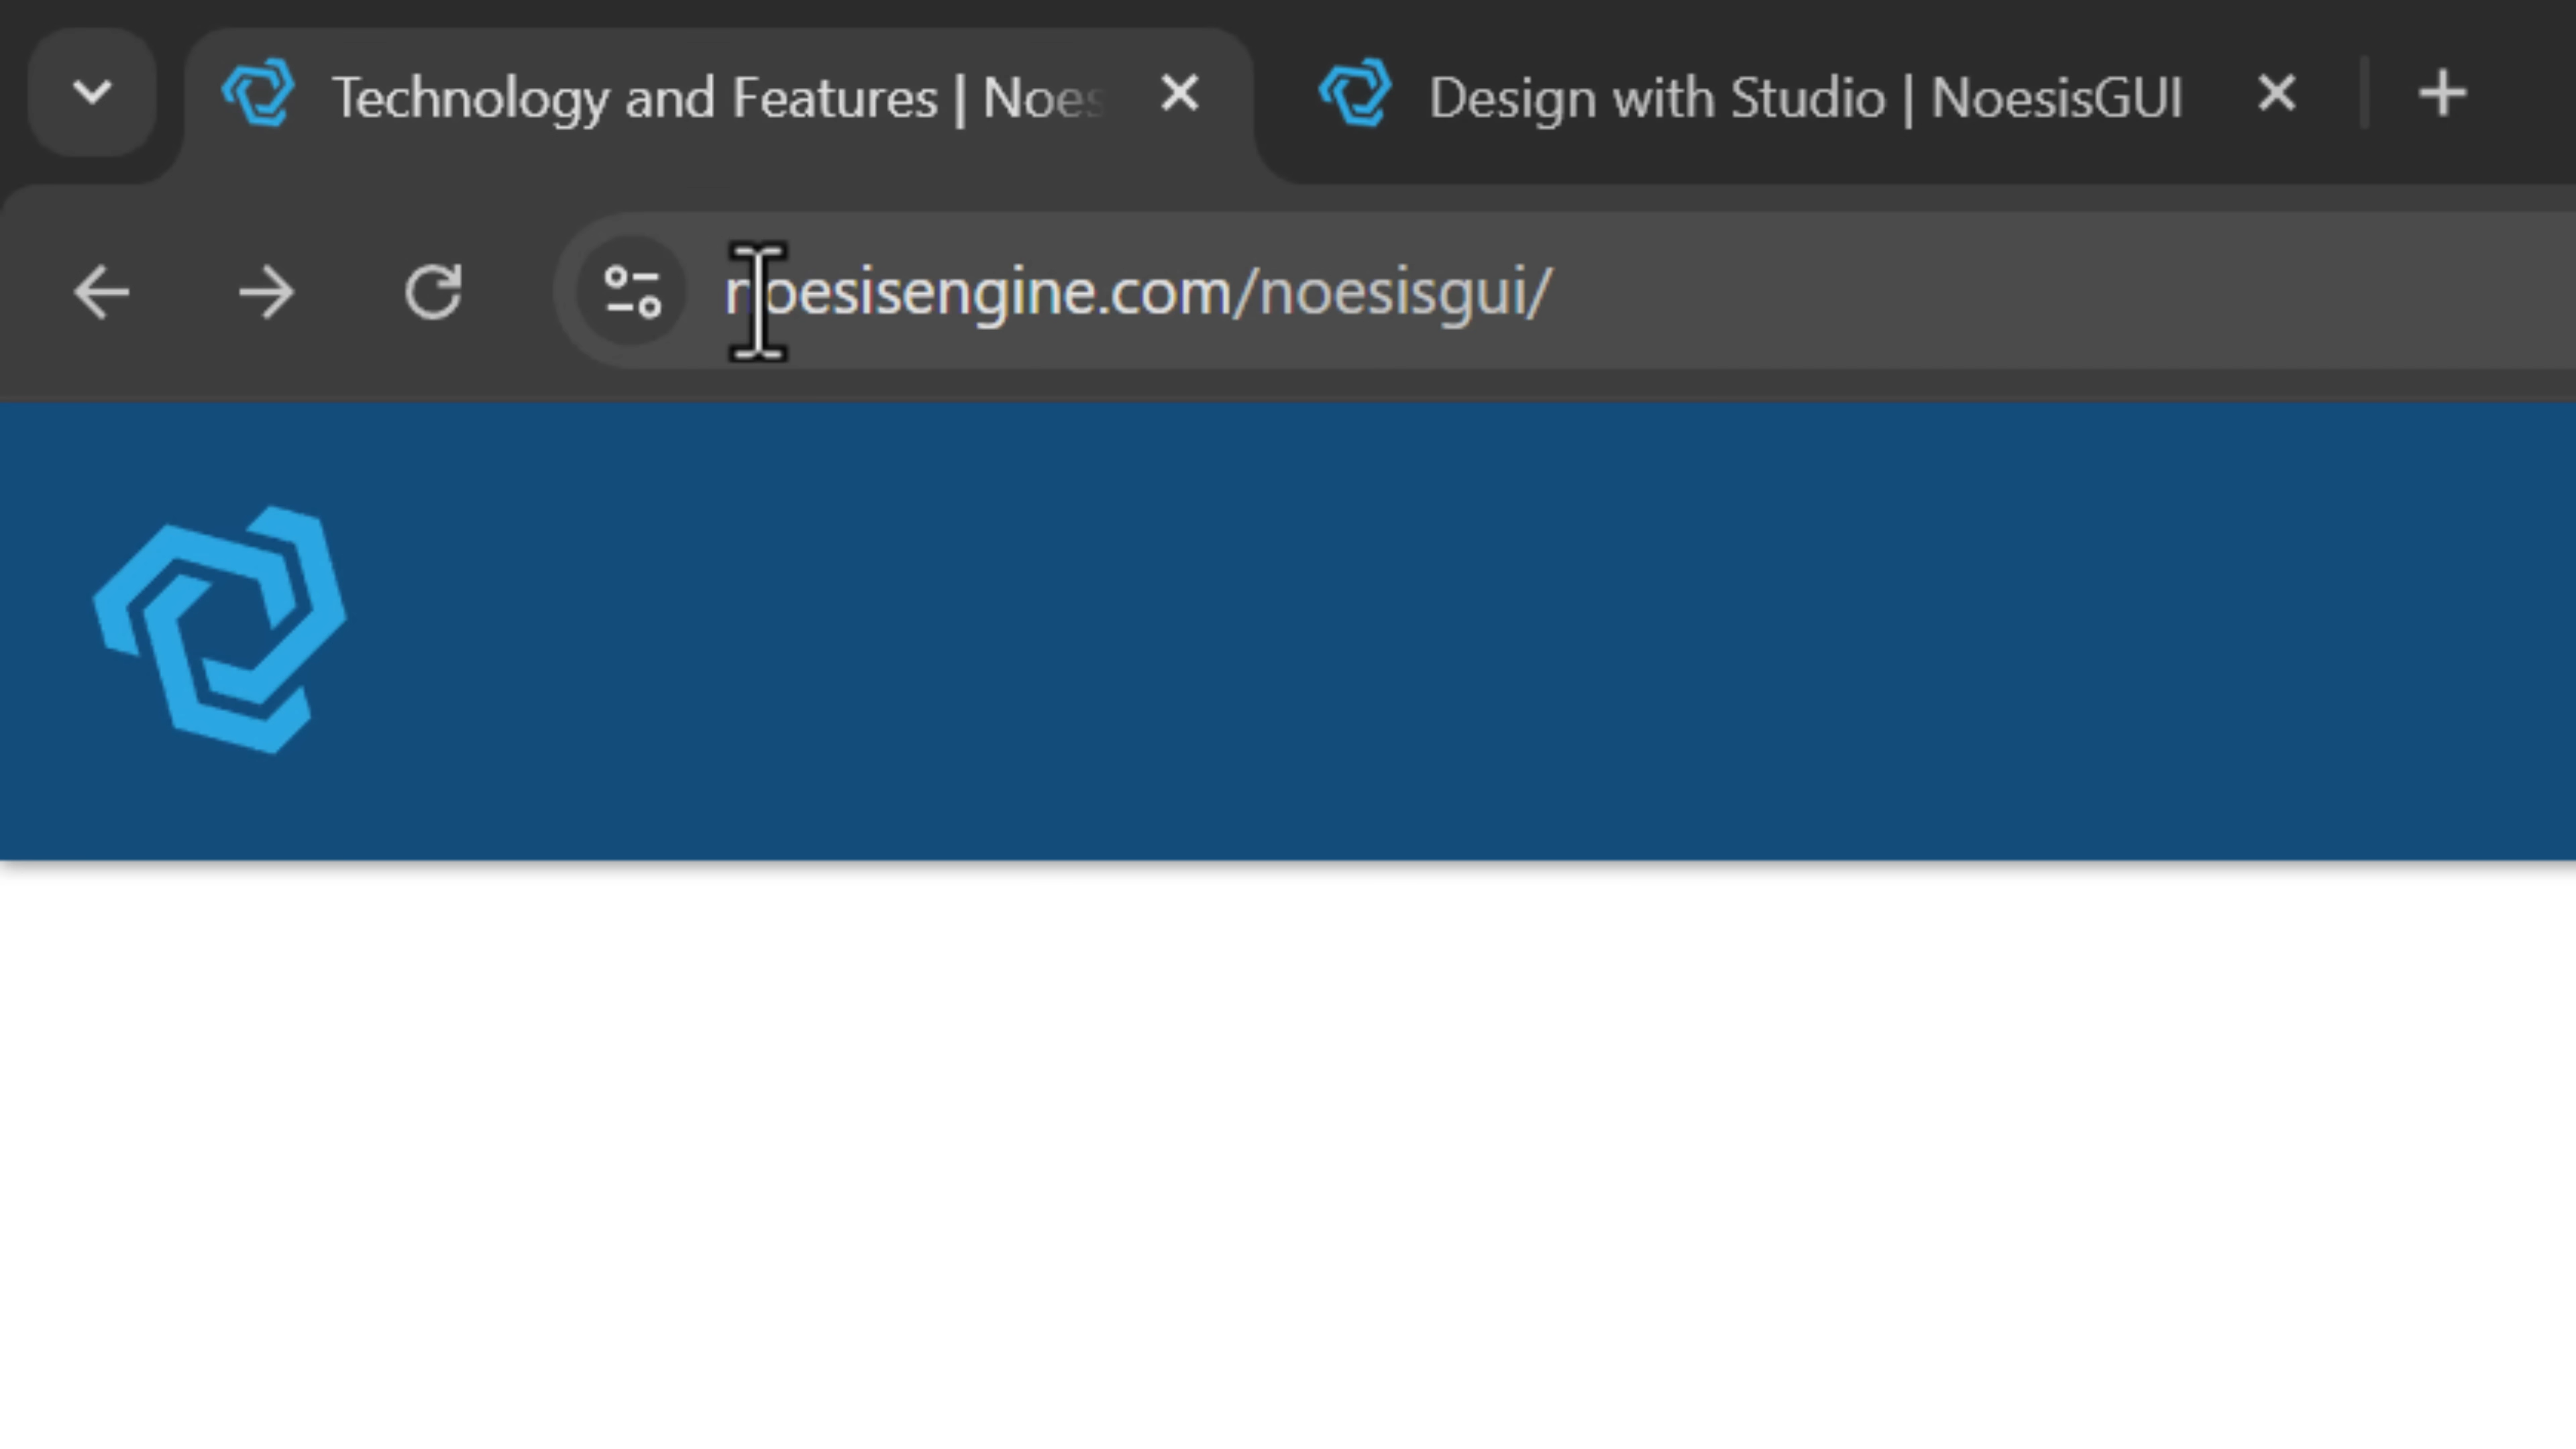 Technology and Features | Noes
Design with Studio | NoesisGUI
noesisengine.com/noesisgui/